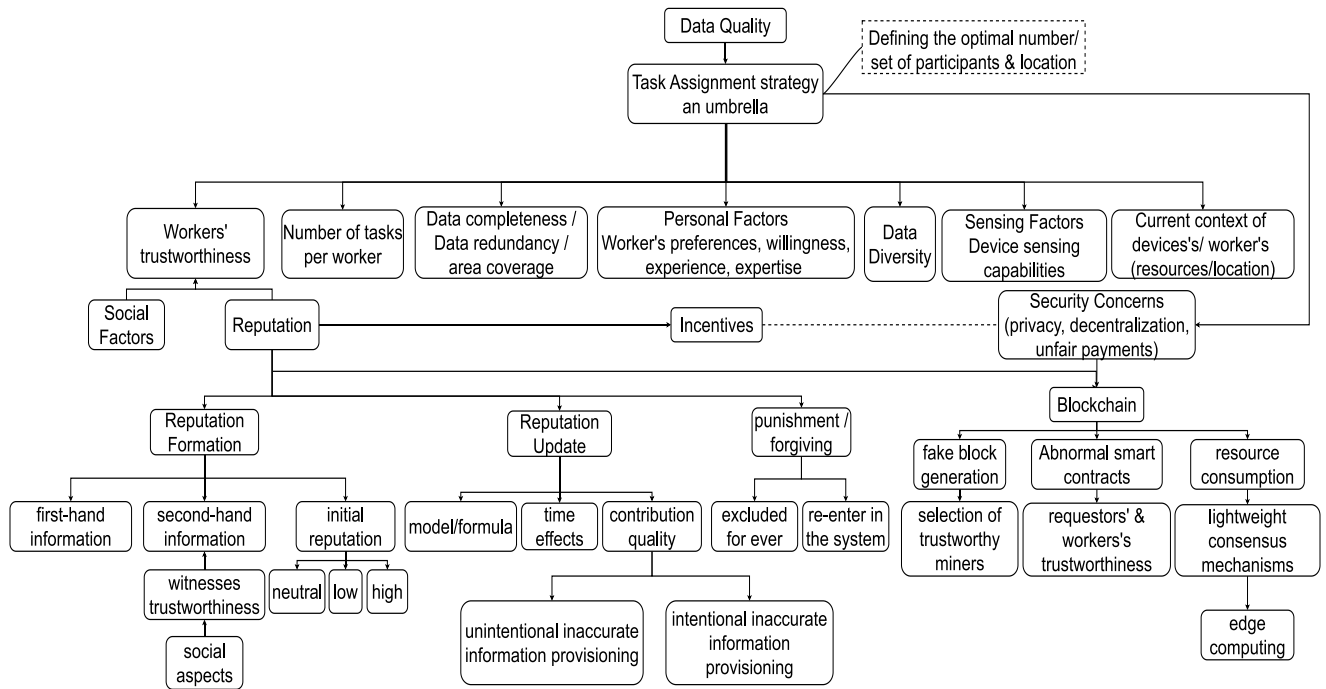 Data Quality
Defining the optimal number/
set of participants & location
Task Assignment strategy
an umbrella
Workers'
trustworthiness
Number of tasks
per worker
Data completeness /
Data redundancy /
area coverage
Personal Factors
Worker's preferences, willingness,
experience, expertise
Data
Diversity
Sensing Factors
Device sensing
capabilities
Current context of
devices's/ worker's
(resources/location)
Social
Factors
Reputation
Incentives
Security Concerns
(privacy, decentralization,
unfair payments)
Reputation
Formation
Reputation
Update
punishment /
forgiving
Blockchain
fake block
generation
Abnormal smart
contracts
resource
consumption
first-hand
information
second-hand
information
initial
reputation
model/formula
time
effects
contribution
quality
excluded
for ever
re-enter in
the system
selection of
trustworthy
miners
requestors' &
workers's
trustworthiness
lightweight
consensus
mechanisms
witnesses
trustworthiness
neutral
low
high
social
aspects
unintentional inaccurate
information provisioning
intentional inaccurate
information
provisioning
edge
computing